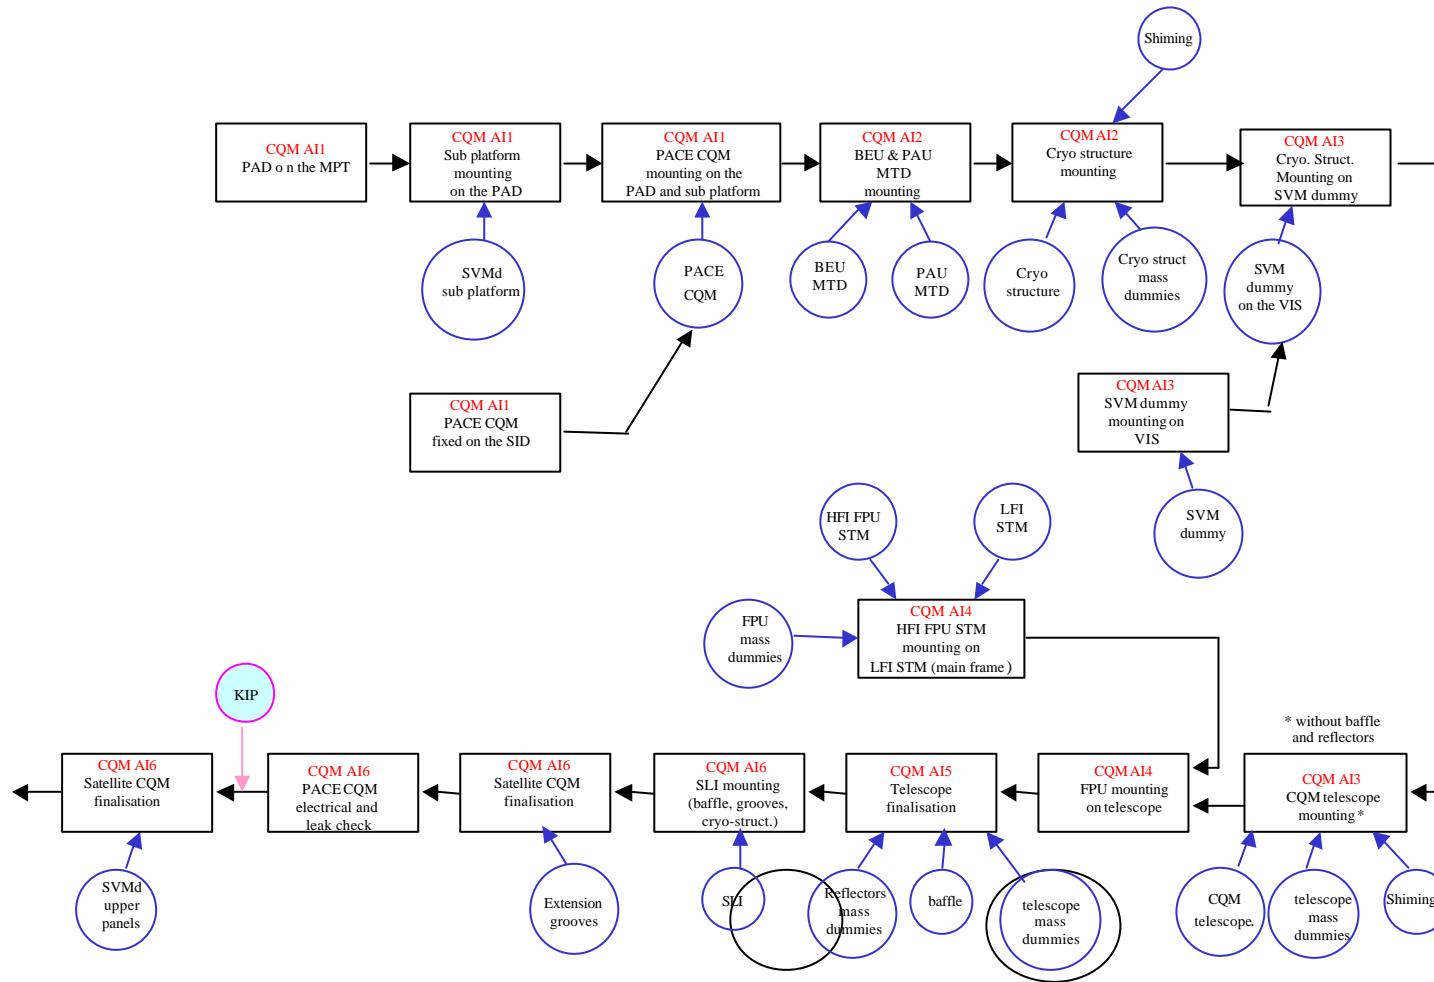 Shiming
CQM AI1
PAD o n the MPT
CQM AI1
Sub platform
mounting
on the PAD
CQM AI1
PACE CQM
mounting on the
PAD and sub platform
CQM AI2
BEU & PAU
MTD
mounting
CQM AI2
Cryo structure
mounting
CQM AI3
Cryo. Struct.
Mounting on
SVM dummy
SVMd
sub platform
PACE
CQM
BEU
MTD
PAU
MTD
Cryo
structure
Cryo struct
mass
dummies
SVM
dummy
on the VIS
CQM AI1
PACE CQM
fixed on the SID
CQM AI3
SVM dummy
mounting on
VIS
HFI FPU
STM
LFI
STM
SVM
dummy
FPU
mass
dummies
CQM AI4
HFI FPU STM
mounting on
LFI STM (main frame )
KIP
* without baffle
and reflectors
CQM AI6
Satellite CQM
finalisation
CQM AI6
PACE CQM
electrical and
leak check
CQM AI6
Satellite CQM
finalisation
CQM AI6
SLI mounting
(baffle, grooves,
cryo-struct.)
CQM AI5
Telescope
finalisation
CQM AI4
FPU mounting
on telescope
CQM AI3
CQM telescope
mounting *
SVMd
upper
panels
Extension
grooves
SLI
Reflectors
mass
dummies
baffle
telescope
mass
dummies
CQM
telescope.
telescope
mass
dummies
Shiming